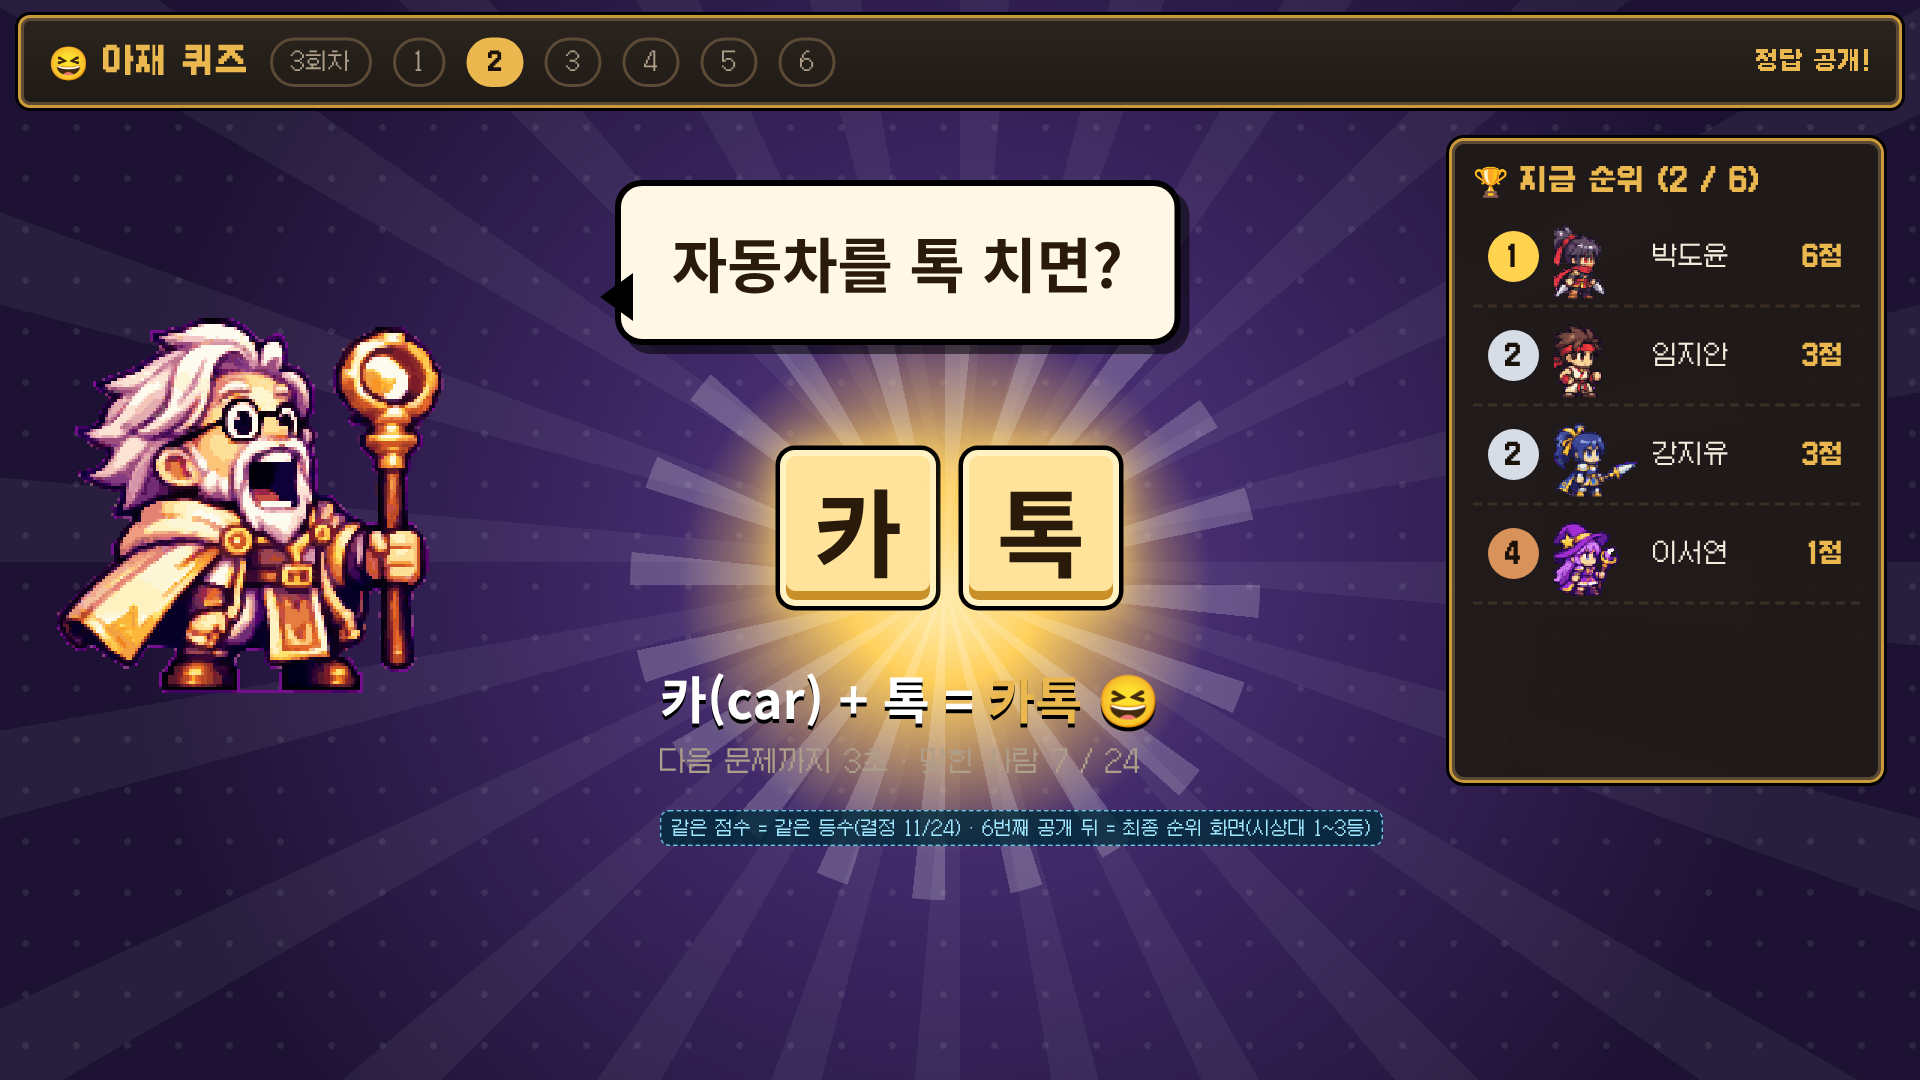 😆 아재 퀴즈 3회차 1 2 3 4 5 6 정답 공개!
자동차를 톡 치면?
카 톡
카(car) + 톡 = 카톡 😆
다음 문제까지 3초 · 맞힌 사람 7 / 24
같은 점수 = 같은 등수(결정 11/24) · 6번째 공개 뒤 = 최종 순위 화면(시상대 1~3등)
🏆 지금 순위 (2 / 6)
1 박도윤 6점
2 임지안 3점
2 강지유 3점
4 이서연 1점